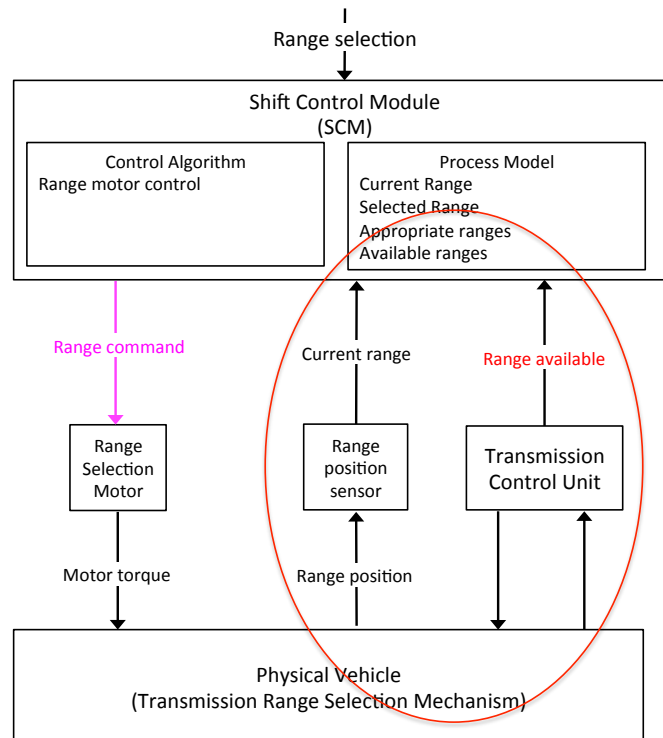 Range selection
Shift Control Module
(SCM)
Control Algorithm
Range motor control
Process Model
Current Range
Selected Range
Appropriate ranges
Available ranges
Range command
Current range
Range available
Range
Selection
Motor
Range
position
sensor
Transmission
Control Unit
Motor torque
Range position
Physical Vehicle
(Transmission Range Selection Mechanism)